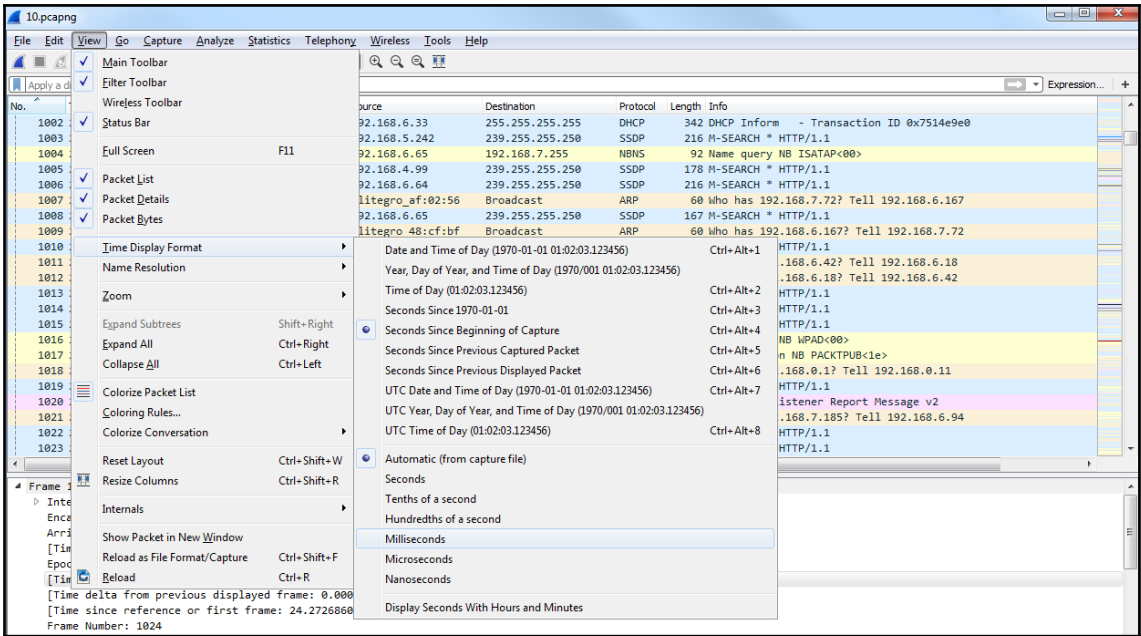 10.pcapng
File Edit View Go Capture Analyze Statistics Telephony Wireless Tools Help
Main Toolbar
Apply a di Filter Toolbar Expression... +
No. Wireless Toolbar ource Destination Protocol Length Info
1002 Status Bar 92.168.6.33 255.255.255.255 DHCP 342 DHCP Inform - Transaction ID 0x7514e9e0
1003 92.168.5.242 239.255.255.250 SSDP 216 M-SEARCH * HTTP/1.1
1004 Full Screen F11 92.168.6.65 192.168.7.255 NBNS 92 Name query NB ISATAP<00>
1005 92.168.4.99 239.255.255.250 SSDP 178 M-SEARCH * HTTP/1.1
1006 Packet List 92.168.6.64 239.255.255.250 SSDP 216 M-SEARCH * HTTP/1.1
1007 Packet Details litegro_af:02:56 Broadcast ARP 60 Who has 192.168.7.72? Tell 192.168.6.167
1008 Packet Bytes 92.168.6.65 239.255.255.250 SSDP 167 M-SEARCH * HTTP/1.1
1009 litegro_48:cf:bf Broadcast ARP 60 Who has 192.168.6.167? Tell 192.168.7.72
1010 Time Display Format Date and Time of Day (1970-01-01 01:02:03.123456) Ctrl+Alt+1 HTTP/1.1
1011 Name Resolution Year, Day of Year, and Time of Day (1970/001 01:02:03.123456) .168.6.42? Tell 192.168.6.18
1012 Time of Day (01:02:03.123456) Ctrl+Alt+2 .168.6.18? Tell 192.168.6.42
1013 Zoom HTTP/1.1
1014 Seconds Since 1970-01-01 Ctrl+Alt+3 HTTP/1.1
1015 Expand Subtrees Shift+Right Seconds Since Beginning of Capture Ctrl+Alt+4 HTTP/1.1
1016 Expand All Ctrl+Right Seconds Since Previous Captured Packet Ctrl+Alt+5 NB WPAD<00>
1017 Collapse All Ctrl+Left n NB PACKTPUB<1e>
1018 Seconds Since Previous Displayed Packet Ctrl+Alt+6 .168.0.1? Tell 192.168.0.11
1019 Colorize Packet List UTC Date and Time of Day (1970-01-01 01:02:03.123456) Ctrl+Alt+7 HTTP/1.1
1020 Coloring Rules... UTC Year, Day of Year, and Time of Day (1970/001 01:02:03.123456) istener Report Message v2
1021 Colorize Conversation UTC Time of Day (01:02:03.123456) Ctrl+Alt+8 .168.7.185? Tell 192.168.6.94
1022 HTTP/1.1
1023 HTTP/1.1
Reset Layout Ctrl+Shift+W Automatic (from capture file)
Resize Columns Ctrl+Shift+R Seconds
Frame 1
Inte Internals Tenths of a second
Enca Hundredths of a second
Arri Show Packet in New Window Milliseconds
[Tim Reload as File Format/Capture Ctrl+Shift+F Microseconds
Epoc
[Tim Reload Ctrl+R Nanoseconds
[Time delta from previous displayed frame: 0.000
[Time since reference or first frame: 24.2726860 Display Seconds With Hours and Minutes
Frame Number: 1024